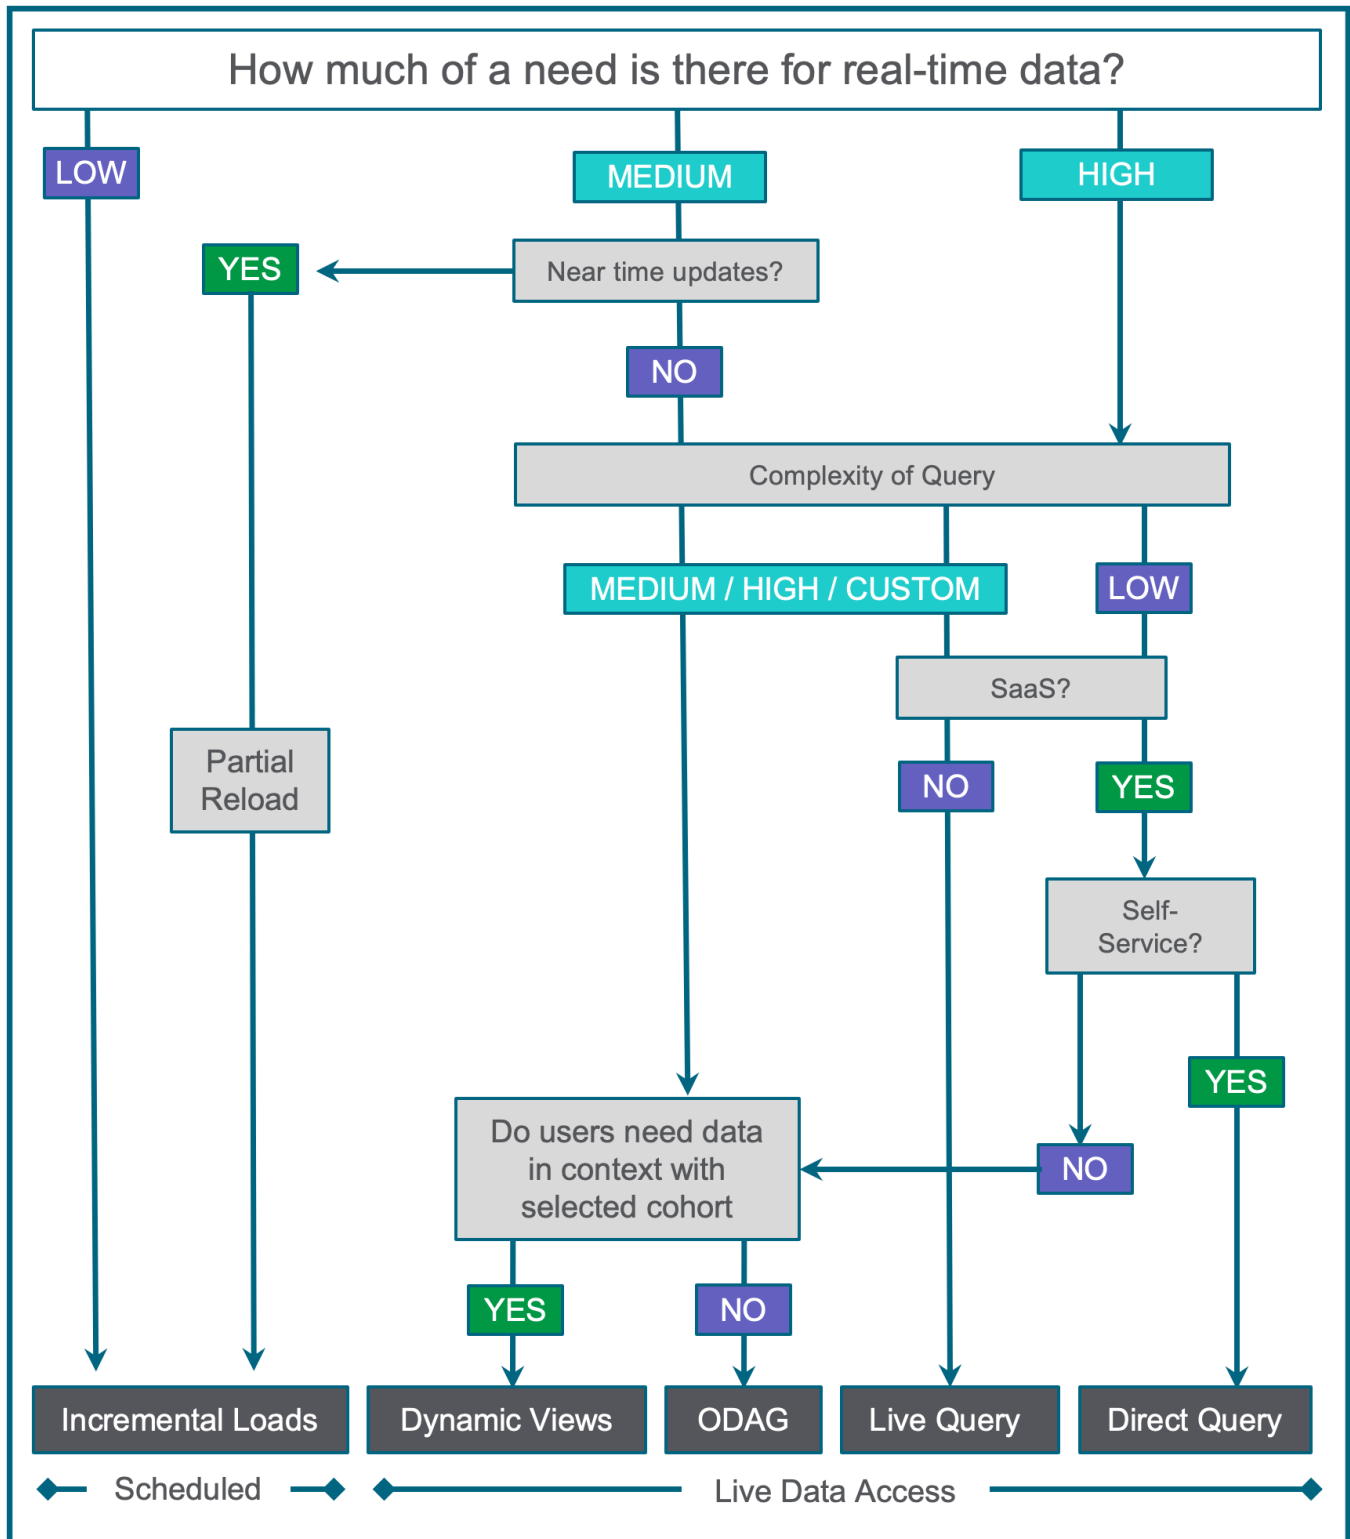 How much of a need is there for real-time data?
LOW
MEDIUM
HIGH
YES
Near time updates?
NO
Complexity of Query
MEDIUM / HIGH / CUSTOM
LOW
SaaS?
Partial
Reload
NO
YES
Self-
Service?
YES
Do users need data
in context with
selected cohort
NO
YES
NO
Incremental Loads
Dynamic Views
ODAG
Live Query
Direct Query
Scheduled
Live Data Access